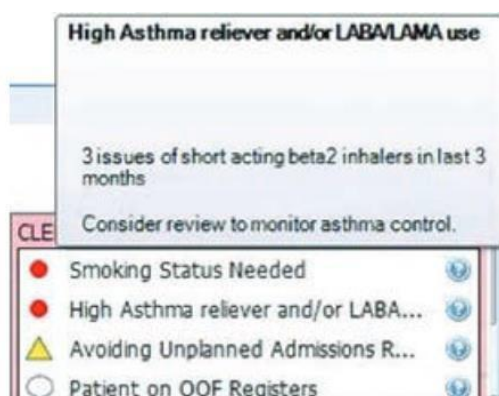 High Asthma reliever and/or LABA/LAMA use
3 issues of short acting beta2 inhalers in last 3
months
Consider review to monitor asthma control.
CLE
Smoking Status Needed
High Asthma reliever and/or LABA...
Avoiding Unplanned Admissions R...
Patient on QOF Registers